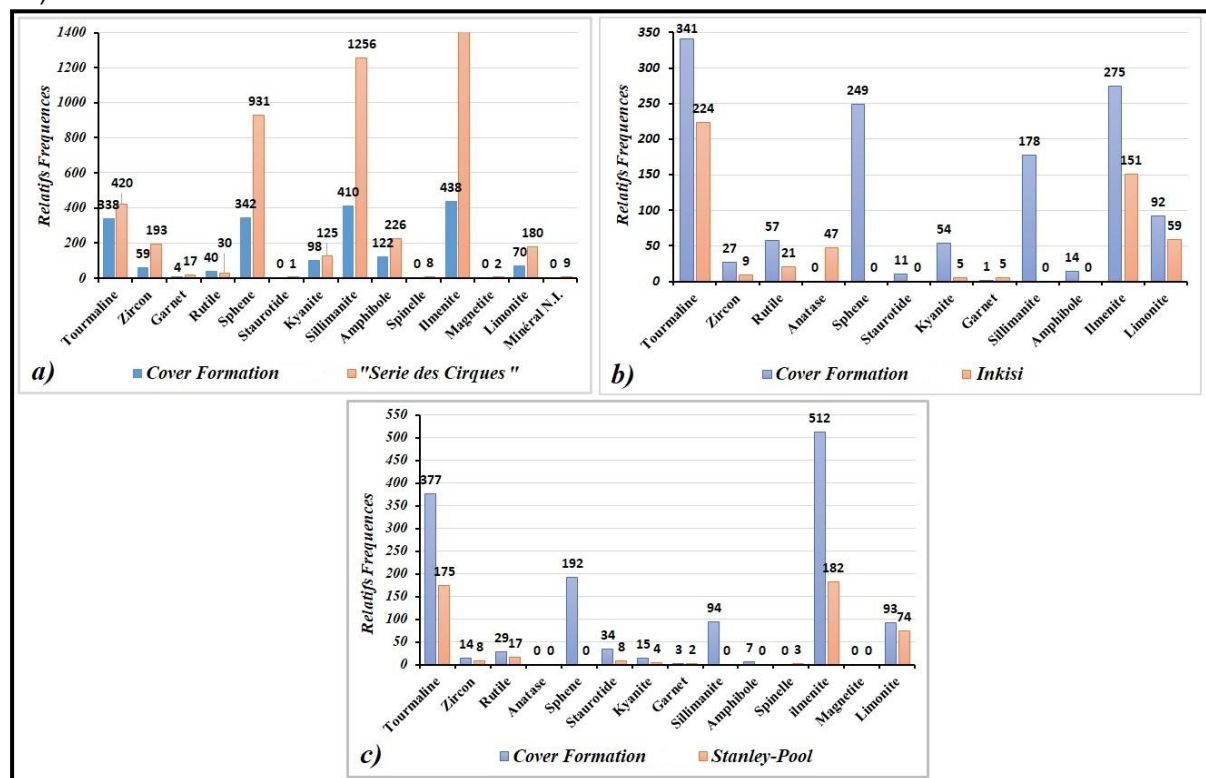 1400
1200
1000
800
600
400
200
0
Relatifs Frequences
338 420 59 193 4 17 40 30 342 931 0 1 98 125 410 1256 122 226 0 8 438 0 2 70 180 0 9
Tourmaline Zircon Garnet Rutile Sphene Staurotide Kyanite Sillimanite Amphibole Spinelle Ilmenite Magnetite Limonite Minéral N.I.
a) Cover Formation "Serie des Cirques"
350
300
250
200
150
100
50
0
Relatifs Frequences
341 224 27 9 57 21 0 47 249 0 11 0 54 5 1 5 178 0 14 0 275 151 92 59
Tourmaline Zircon Rutile Anatase Sphene Staurotide Kyanite Garnet Sillimanite Amphibole Ilmenite Limonite
b) Cover Formation Inkisi
550
500
450
400
350
300
250
200
150
100
50
0
Relatifs Frequences
377 175 14 8 29 17 0 0 192 0 34 8 15 4 3 2 94 0 7 0 0 3 512 182 0 0 93 74
Tourmaline Zircon Rutile Anatase Sphene Staurotide Kyanite Garnet Sillimanite Amphibole Spinelle ilmenite Magnetite Limonite
c) Cover Formation Stanley-Pool